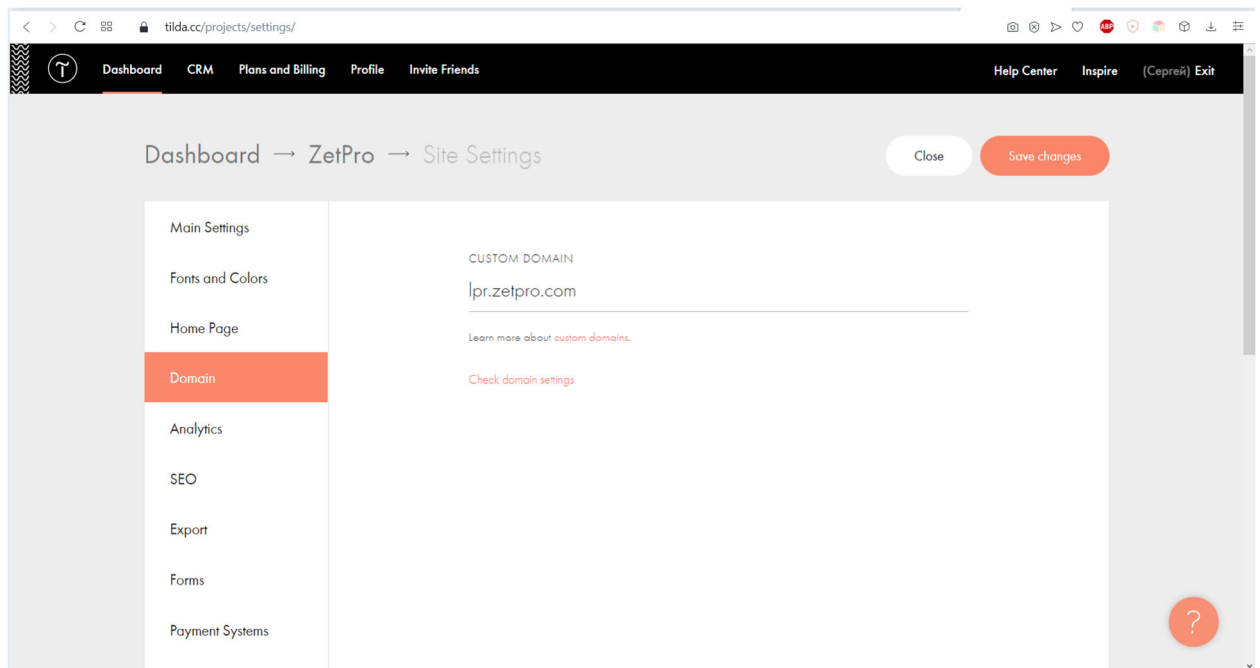 tilda.cc/projects/settings/
ABP
Dashboard CRM Plans and Billing Profile Invite Friends Help Center Inspire (Сергей) Exit
Dashboard → ZetPro → Site Settings Close Save changes
Main Settings
Fonts and Colors
Home Page
Domain
Analytics
SEO
Export
Forms
Payment Systems
CUSTOM DOMAIN
lpr.zetpro.com
Learn more about custom domains.
Check domain settings
?